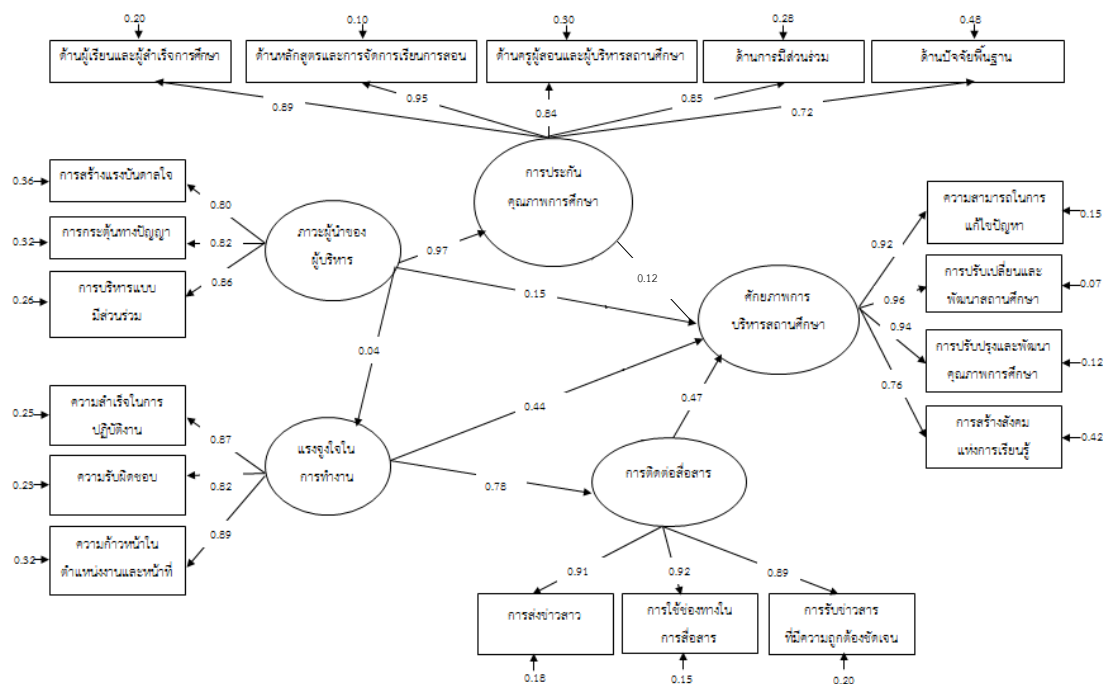 0.20 0.10 0.30 0.28 0.48
ด้านผู้เรียนและผู้สำเร็จการศึกษา ด้านหลักสูตรและการจัดการเรียนการสอน ด้านครูผู้สอนและผู้บริหารสถานศึกษา ด้านการมีส่วนร่วม ด้านปัจจัยพื้นฐาน
0.89 0.95 0.84 0.85 0.72
การประกัน
คุณภาพการศึกษา
0.36 การสร้างแรงบันดาลใจ
0.80
0.32 การกระตุ้นทางปัญญา
0.82
0.26 การบริหารแบบ
มีส่วนร่วม
0.86
ภาวะผู้นำของ
ผู้บริหาร
0.97
0.15
0.12
0.04
ศักยภาพการ
บริหารสถานศึกษา
0.92
ความสามารถในการ
แก้ไขปัญหา
0.15
0.96
การปรับเปลี่ยนและ
พัฒนาสถานศึกษา
0.07
0.94
การปรับปรุงและพัฒนา
คุณภาพการศึกษา
0.12
0.76
การสร้างสังคม
แห่งการเรียนรู้
0.42
0.25 ความสำเร็จในการ
ปฏิบัติงาน
0.87
0.23 ความรับผิดชอบ
0.82
0.32 ความก้าวหน้าใน
ตำแหน่งงานและหน้าที่
0.89
แรงจูงใจใน
การทำงาน
0.44
0.47
0.78
การติดต่อสื่อสาร
0.91 0.92 0.89
การส่งข่าวสาว
การใช้ช่องทางใน
การสื่อสาร
การรับข่าวสาร
ที่มีความถูกต้องชัดเจน
0.18 0.15 0.20